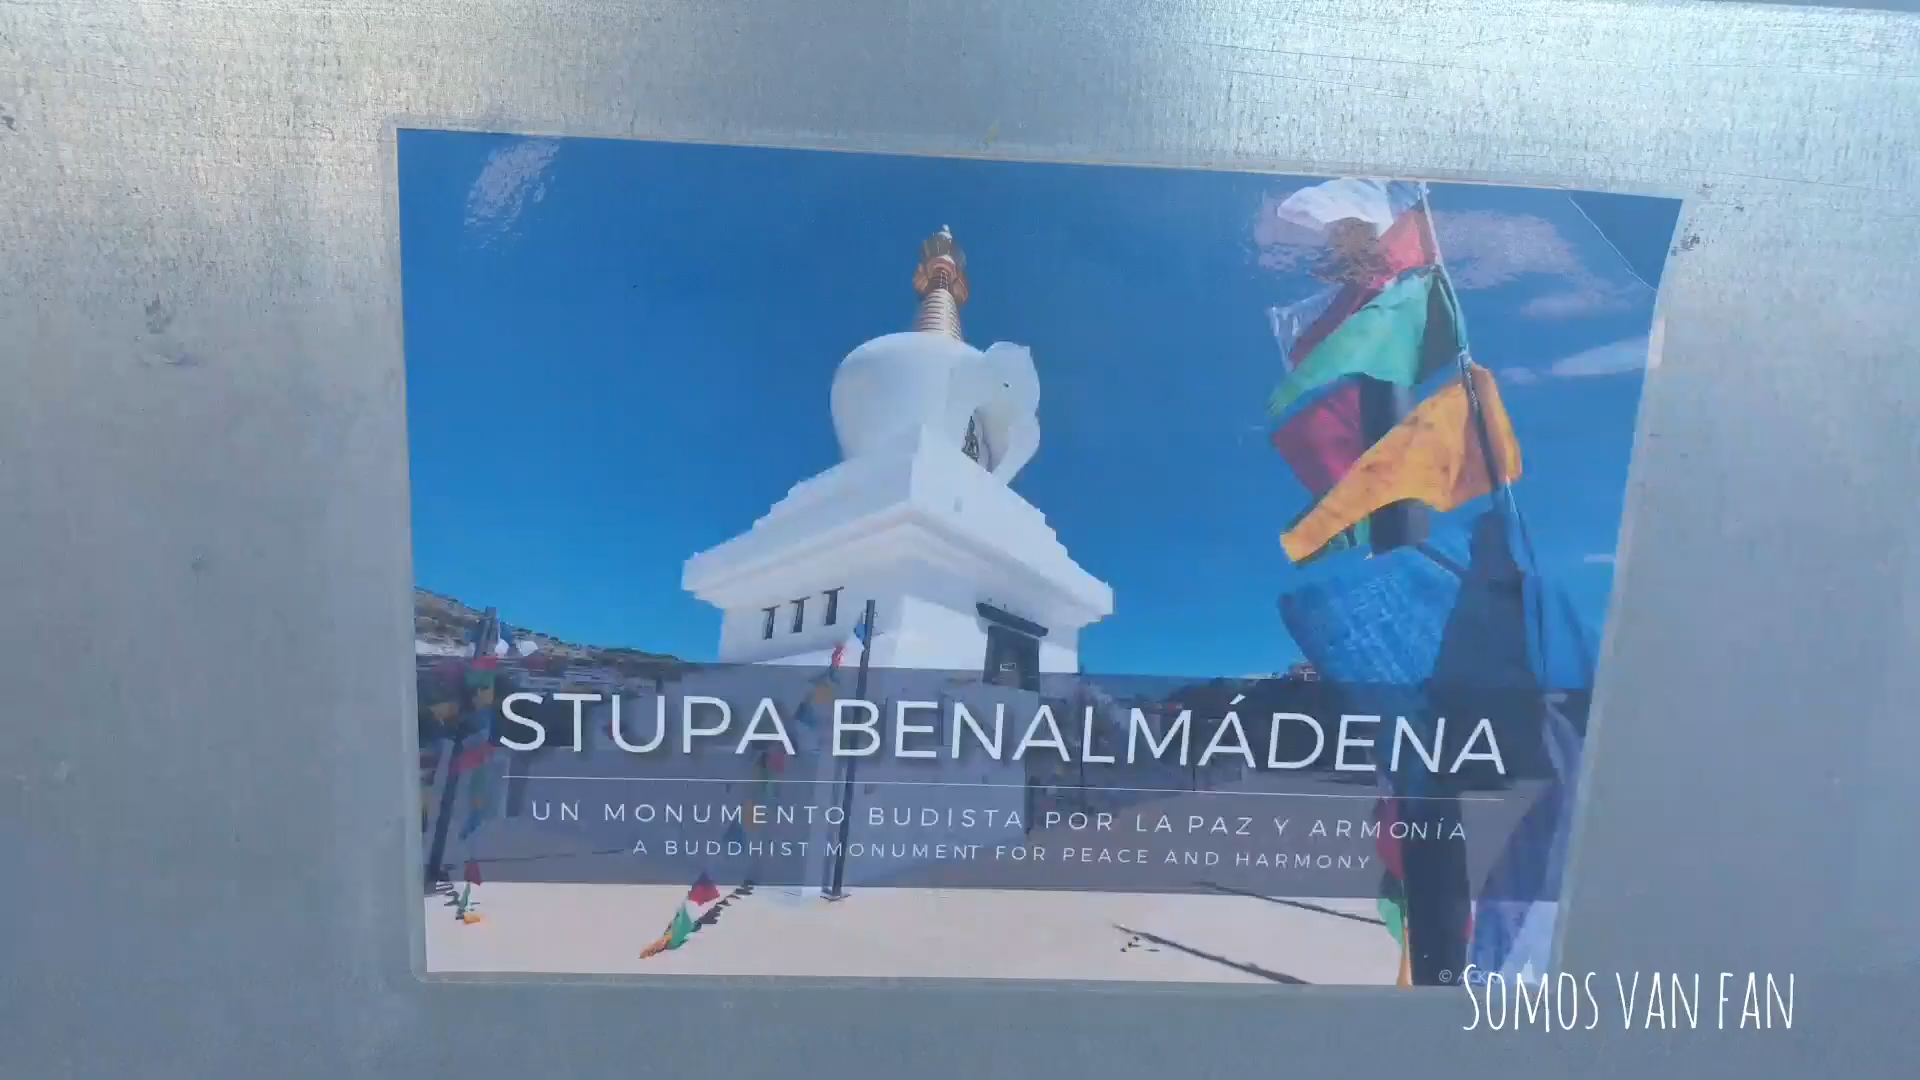 STUPA BENALMÁDENA
UN MONUMENTO BUDISTA POR LA PAZ Y ARMONÍA
A BUDDHIST MONUMENT FOR PEACE AND HARMONY
©
SOMOS VAN FAN